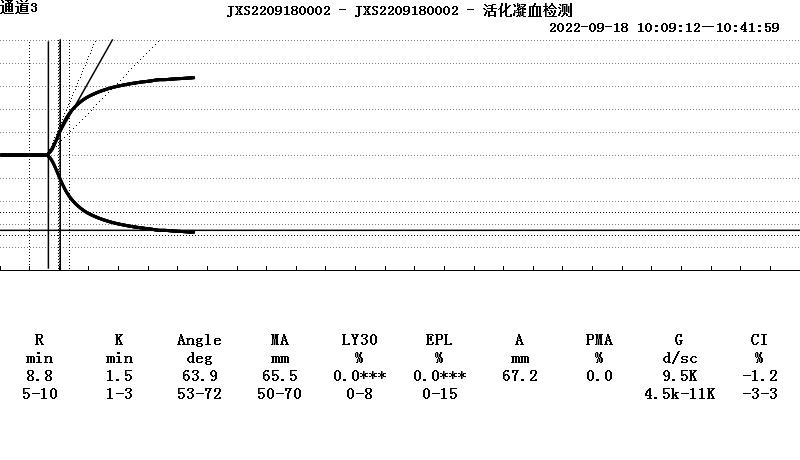 通道3
JXS2209180002 - JXS2209180002 - 活化凝血检测
2022-09-18 10:09:12—10:41:59
R K Angle MA LY30 EPL A PMA G CI
min min deg mm % % mm % d/sc %
8.8 1.5 63.9 65.5 0.0*** 0.0*** 67.2 0.0 9.5K -1.2
5-10 1-3 53-72 50-70 0-8 0-15 4.5k-11K -3-3